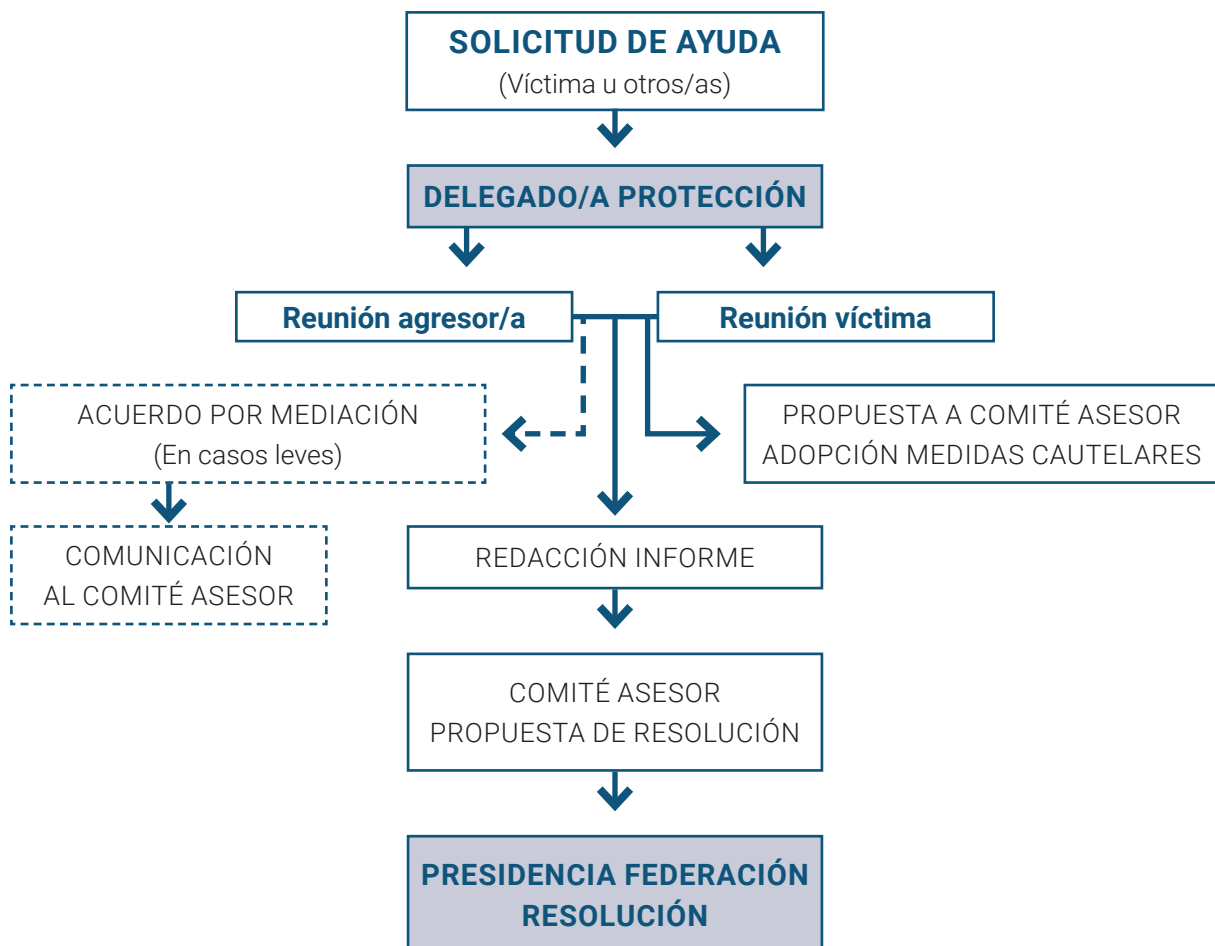 SOLICITUD DE AYUDA
(Víctima u otros/as)
DELEGADO/A PROTECCIÓN
Reunión agresor/a
Reunión víctima
ACUERDO POR MEDIACIÓN
(En casos leves)
PROPUESTA A COMITÉ ASESOR
ADOPCIÓN MEDIDAS CAUTELARES
COMUNICACIÓN
AL COMITÉ ASESOR
REDACCIÓN INFORME
COMITÉ ASESOR
PROPUESTA DE RESOLUCIÓN
PRESIDENCIA FEDERACIÓN
RESOLUCIÓN